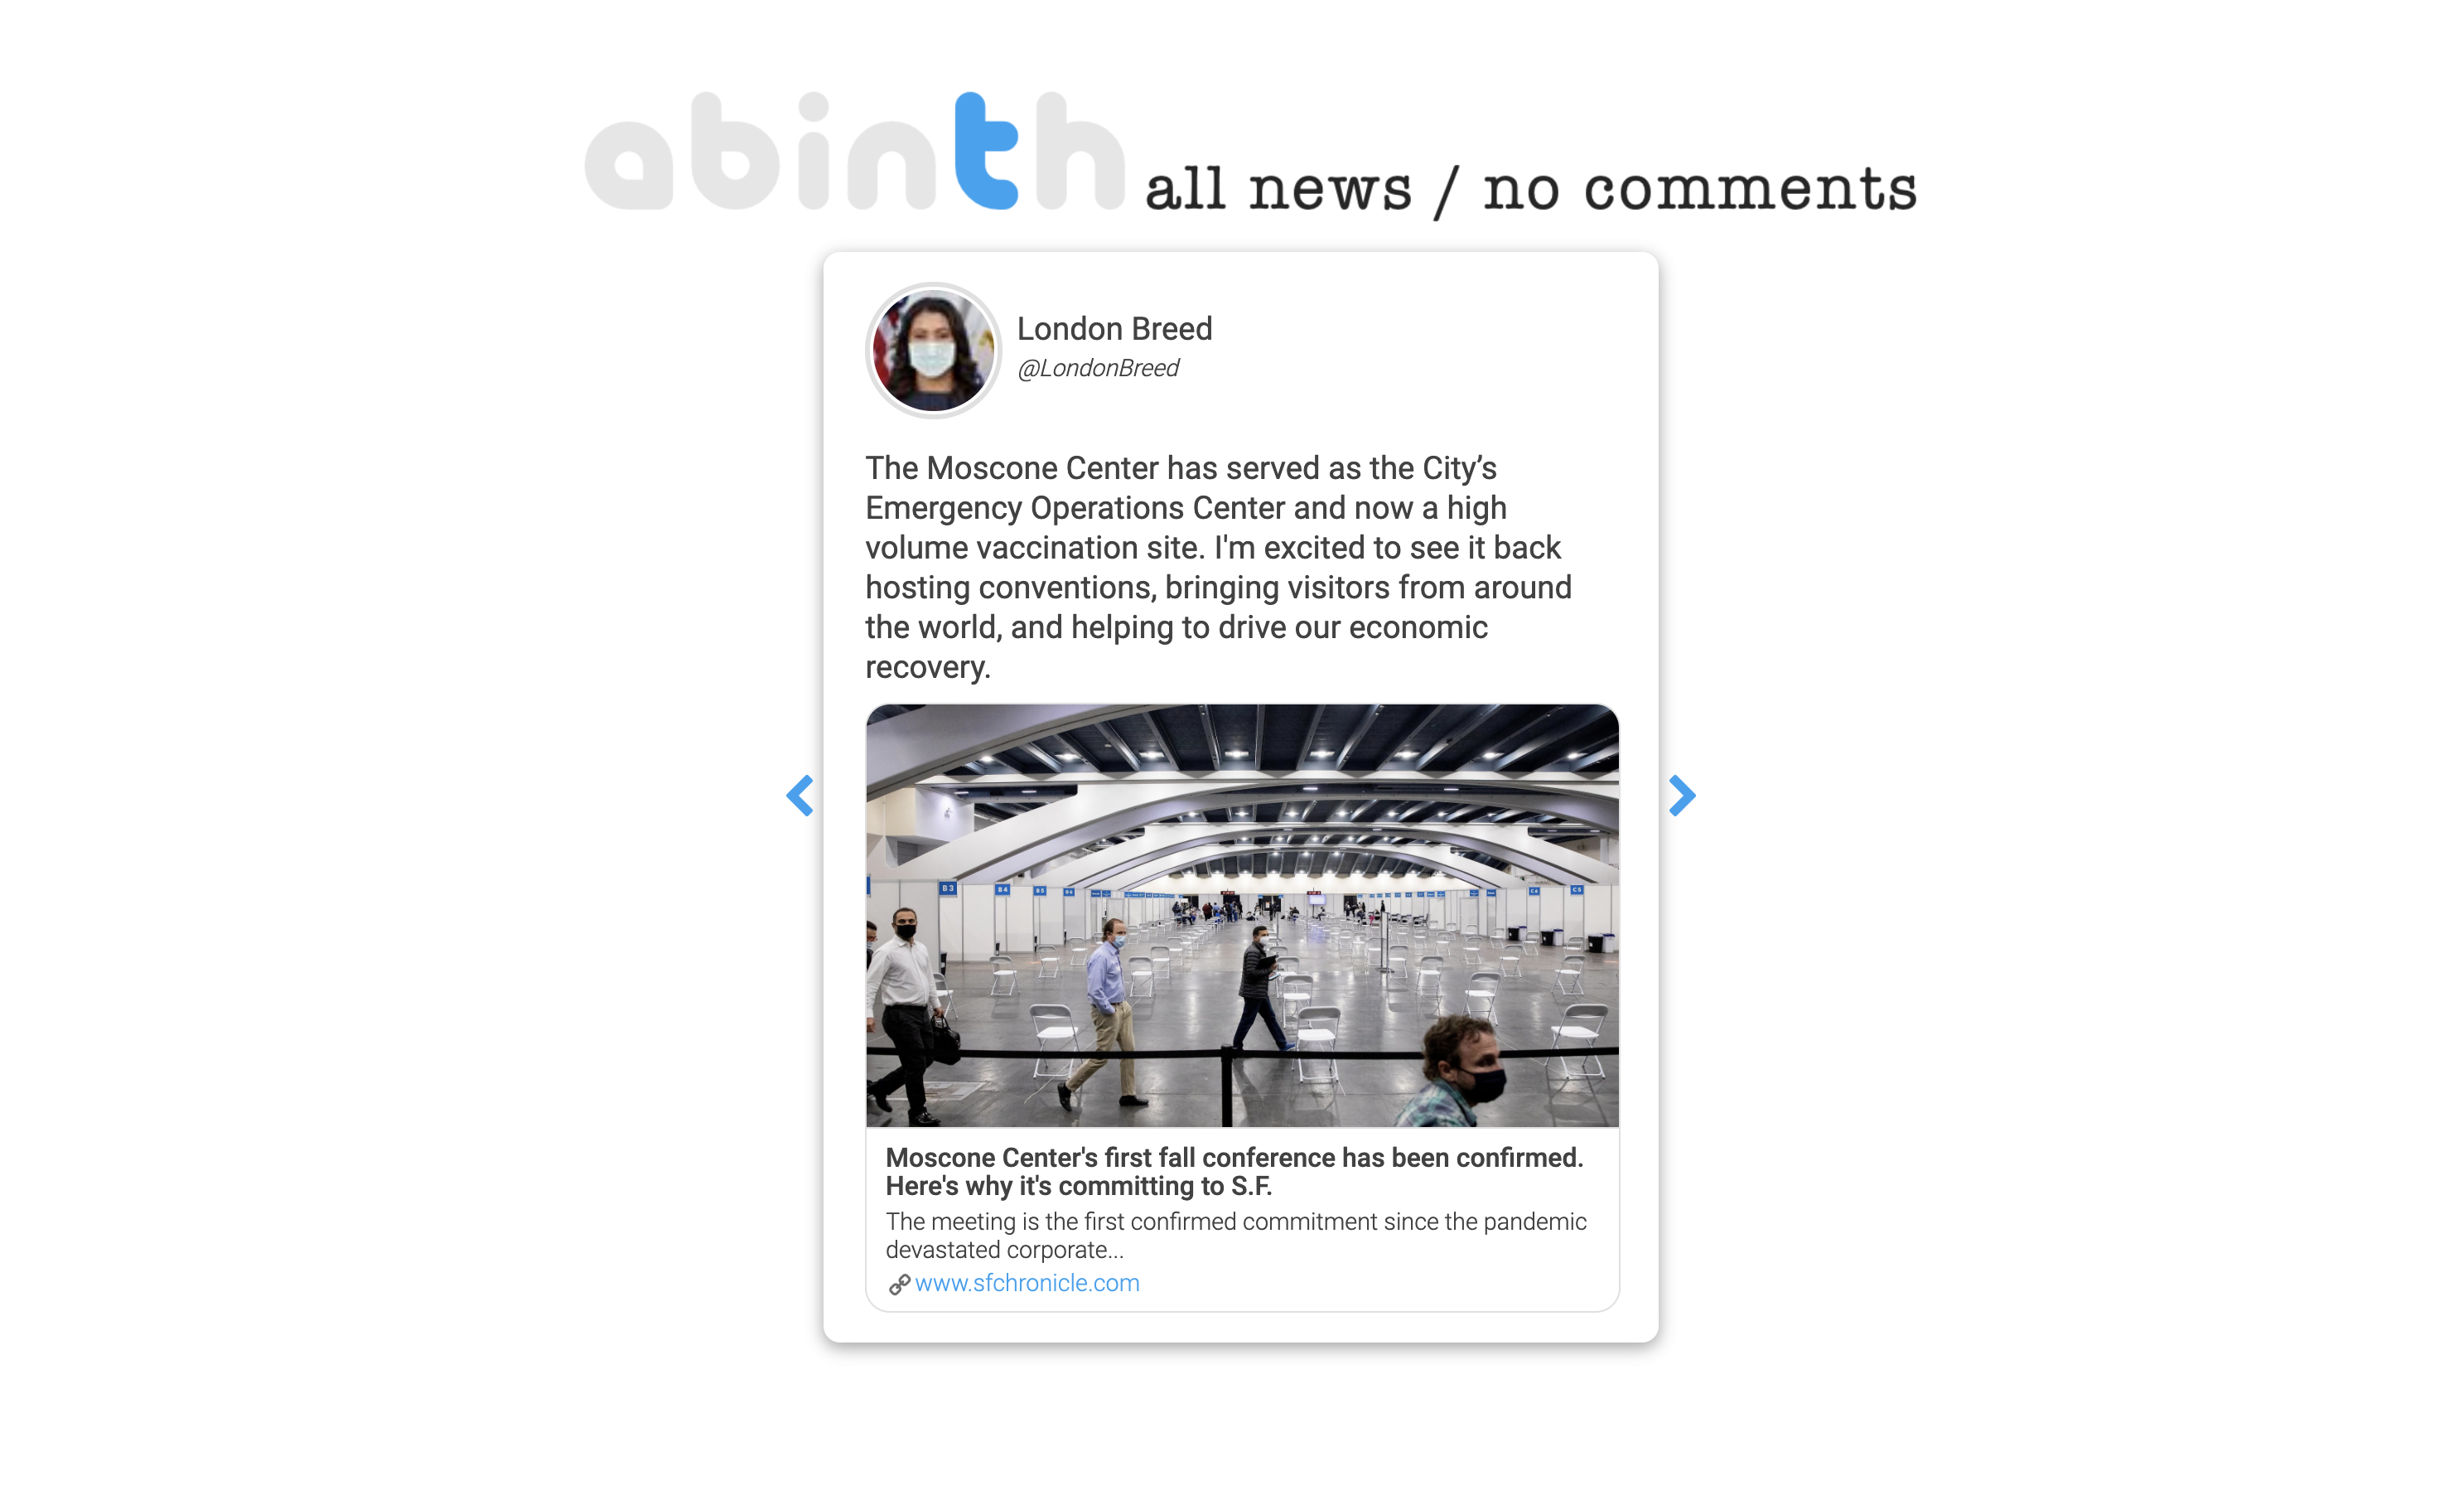 abinth all news / no comments
London Breed
@LondonBreed
The Moscone Center has served as the City’s
Emergency Operations Center and now a high
volume vaccination site. I'm excited to see it back
hosting conventions, bringing visitors from around
the world, and helping to drive our economic
recovery.
B3
B4
B5
C4
C5
Moscone Center's first fall conference has been confirmed.
Here's why it's committing to S.F.
The meeting is the first confirmed commitment since the pandemic
devastated corporate...
www.sfchronicle.com